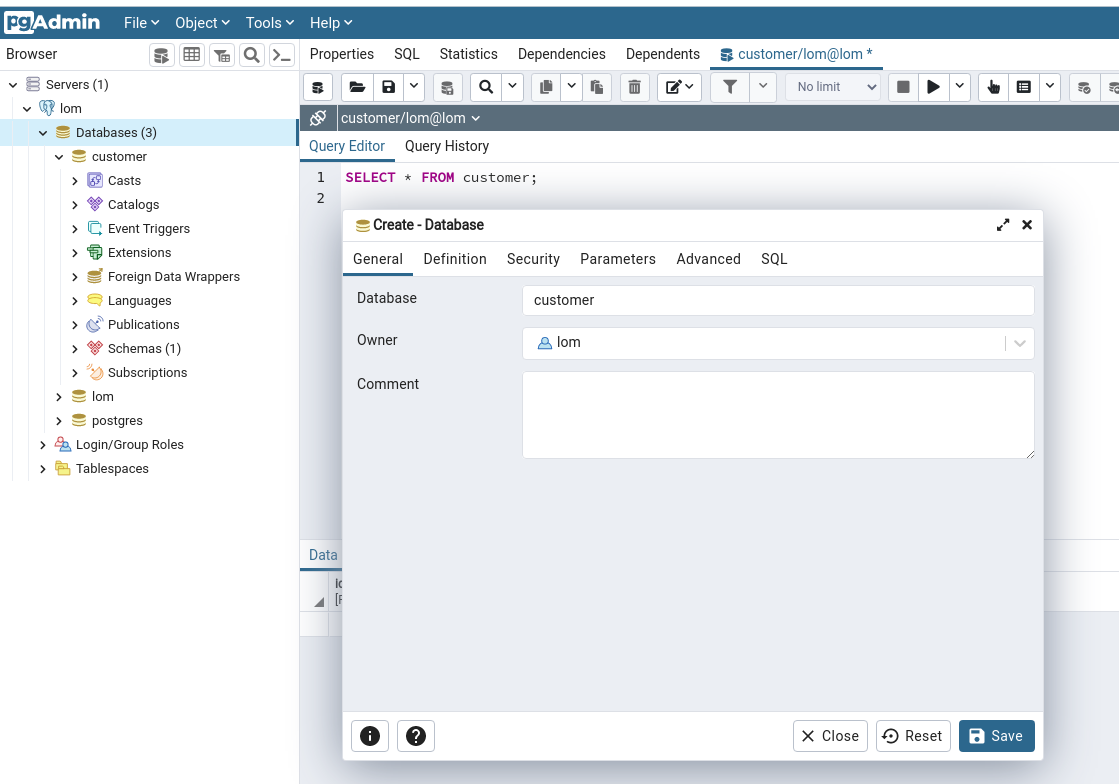 pgAdmin File Object Tools Help
Browser
Properties SQL Statistics Dependencies Dependents customer/lom@lom *
No limit
Servers (1)
lom
Databases (3)
customer
Casts
Catalogs
Event Triggers
Extensions
Foreign Data Wrappers
Languages
Publications
Schemas (1)
Subscriptions
lom
postgres
Login/Group Roles
Tablespaces
customer/lom@lom
Query Editor Query History
1 SELECT * FROM customer;
2
Create - Database
General Definition Security Parameters Advanced SQL
Database customer
Owner lom
Comment
Data
Close Reset Save